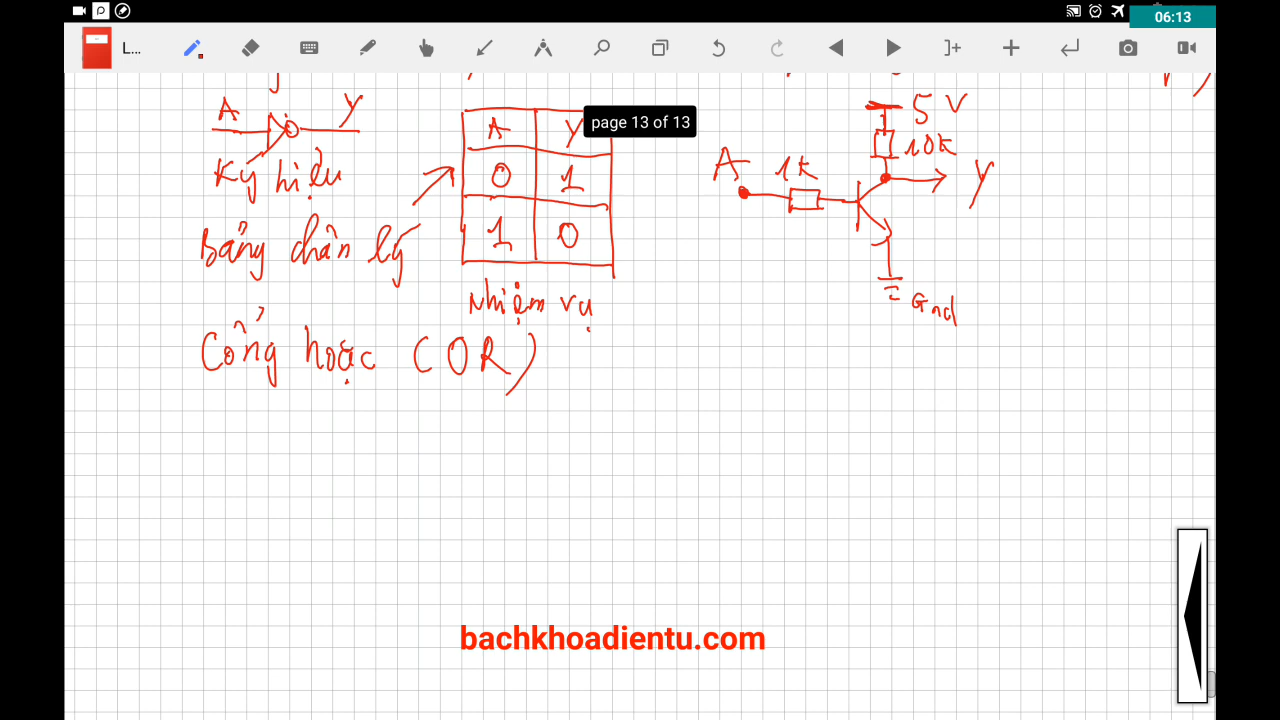 06:13
L...
page 13 of 13
A Y
Ký hiệu
Bảng chân lý
A Y
0 1
1 0
Nhiệm vụ
5V
10K
A 1K
Y
Gnd
Cổng hoặc (OR)
bachkhoadientu.com